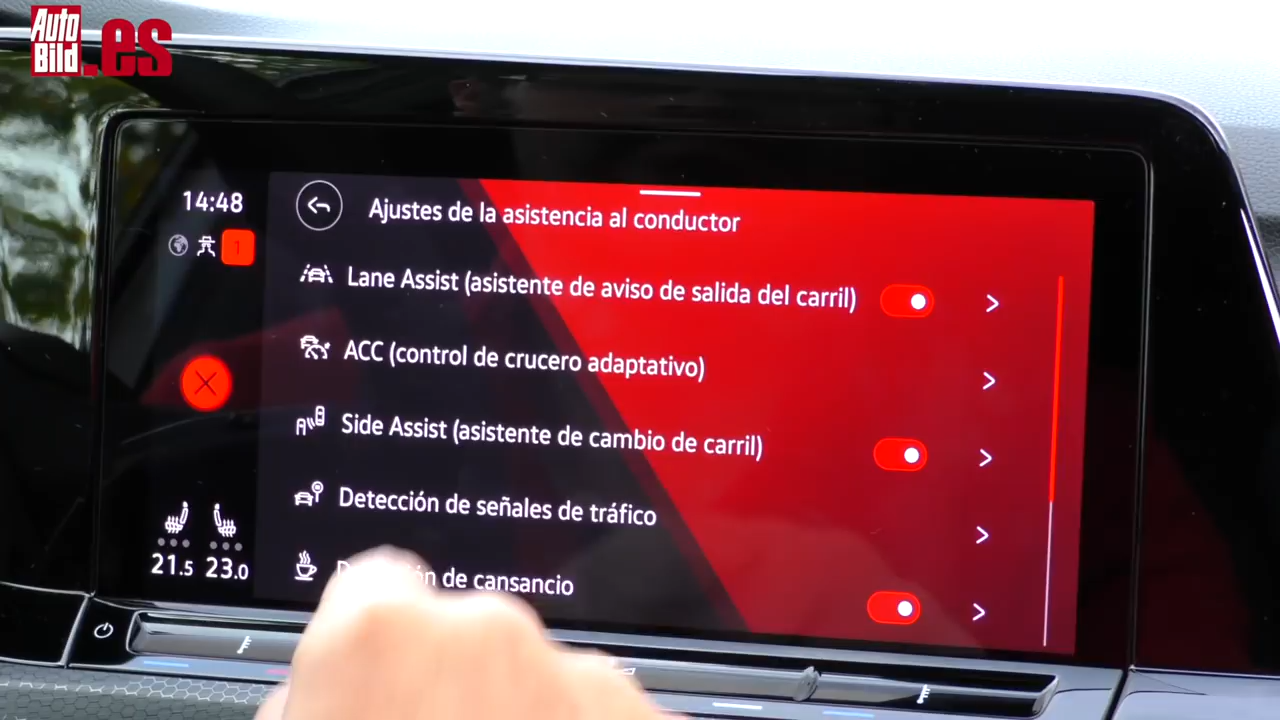 Auto
Bild
.es
14:48
1
Ajustes de la asistencia al conductor
Lane Assist (asistente de aviso de salida del carril)
ACC (control de crucero adaptativo)
Side Assist (asistente de cambio de carril)
Detección de señales de tráfico
de cansancio
21.5 23.0